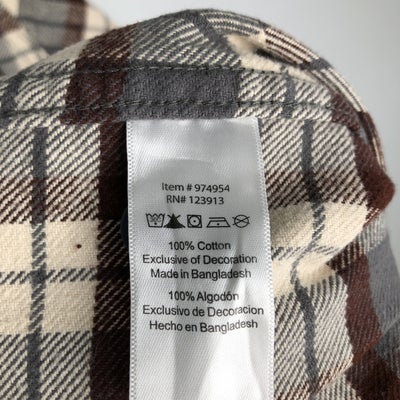 Item # 974954
RN# 123913
100% Cotton
Exclusive of Decoration
Made in Bangladesh
100% Algodón
Exclusivo de Decoracion
Hecho en Bangladesh